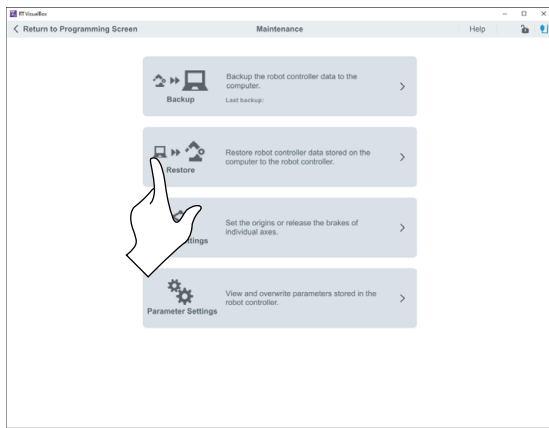 RT VisualBox
Return to Programming Screen
Maintenance
Help
Backup
Backup the robot controller data to the
computer.
Last backup:
Restore
Restore robot controller data stored on the
computer to the robot controller.
Set the origins or release the brakes of
individual axes.
Parameter Settings
View and overwrite parameters stored in the
robot controller.